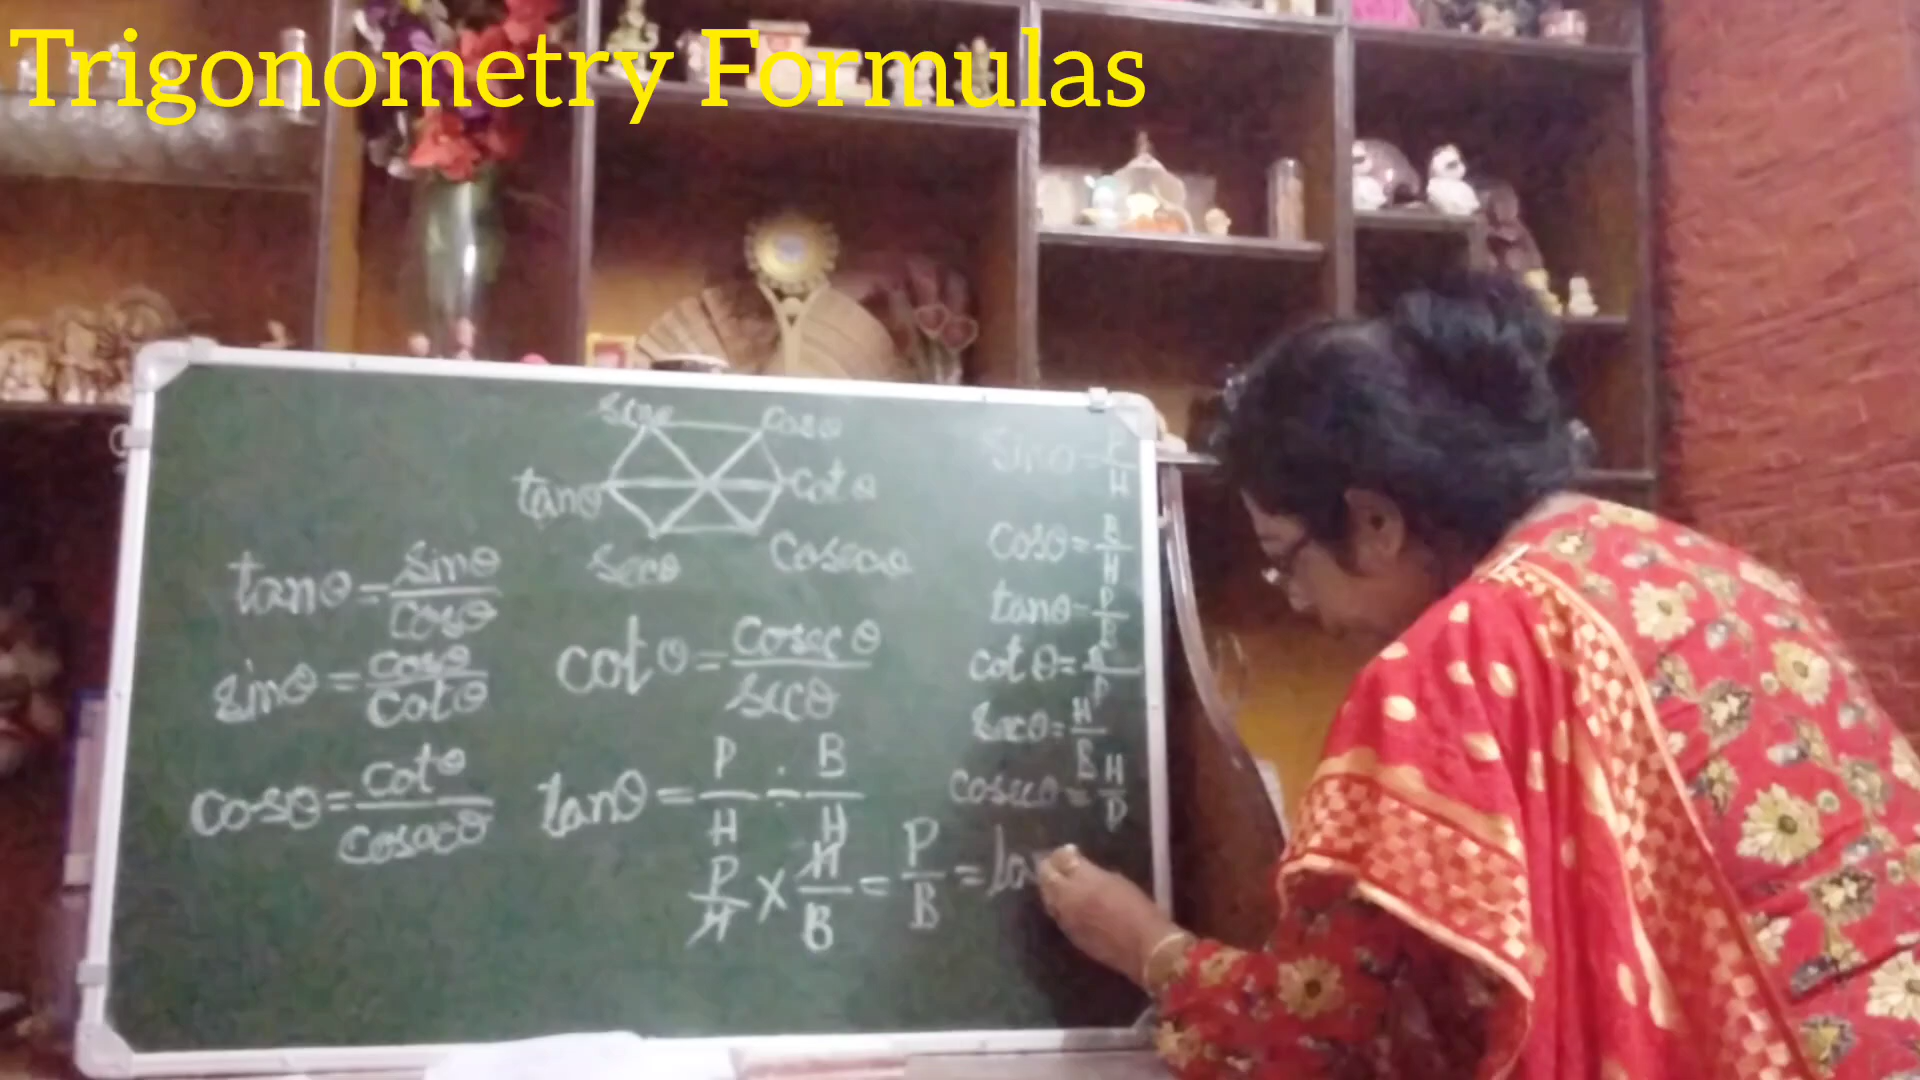 Trigonometry Formulas
sinθ cosθ
tanθ cotθ
secθ cosecθ
tanθ = sinθ/cosθ
sinθ = cosθ/cotθ
cosθ = cotθ/cosecθ
cotθ = cosecθ/secθ
tanθ = P/H ÷ B/H
P/H × H/B = P/B = tan
sinθ = P/H
cosθ = B/H
tanθ = P/B
cotθ = B/P
secθ = H/B
cosecθ = H/P